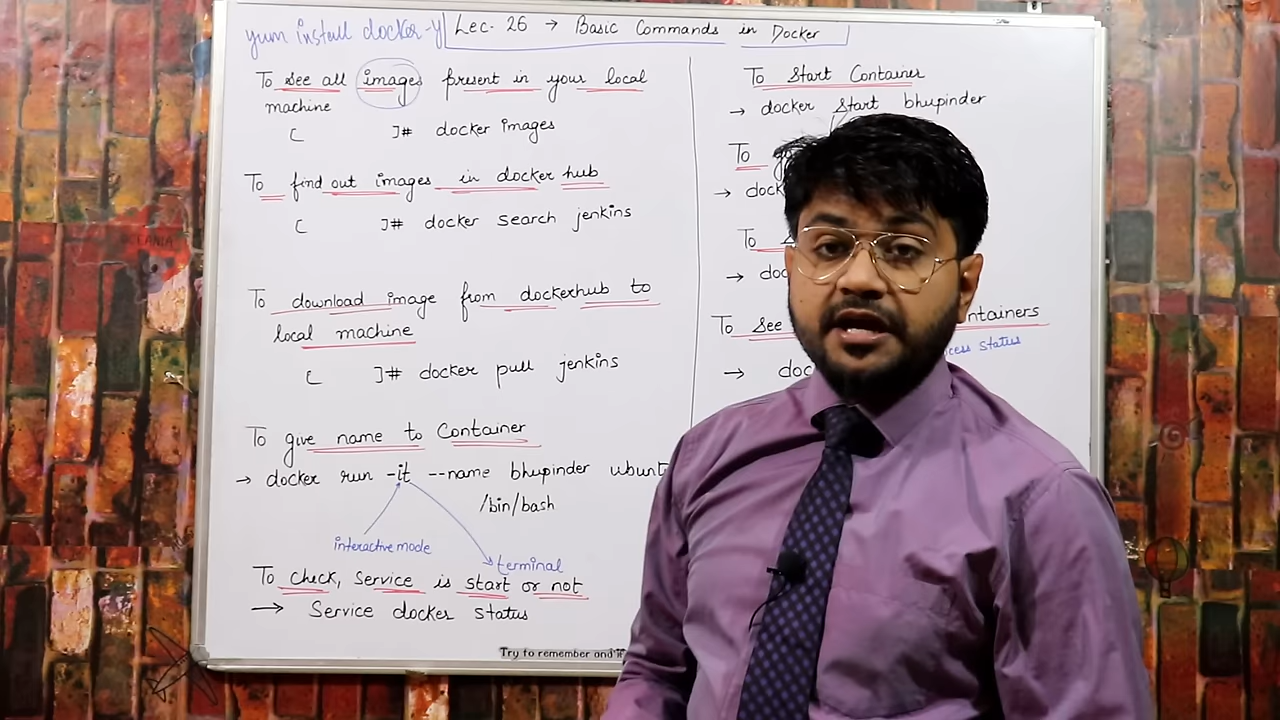 yum install docker -y
Lec. 26 → Basic Commands in Docker
To see all images present in your local
machine
[ ]# docker images
To find out images in docker hub
[ ]# docker search jenkins
To download image from dockerhub to
local machine
[ ]# docker pull jenkins
To give name to Container
→ docker run -it --name bhupinder ubunt
/bin/bash
interactive mode
terminal
To check, service is start or not
→ Service docker status
Try to remember and
To Start Container
→ docker start bhupinder
To
→ dock
To
→ doc
To see ntainers
cess status
→ doc
OCEANIA